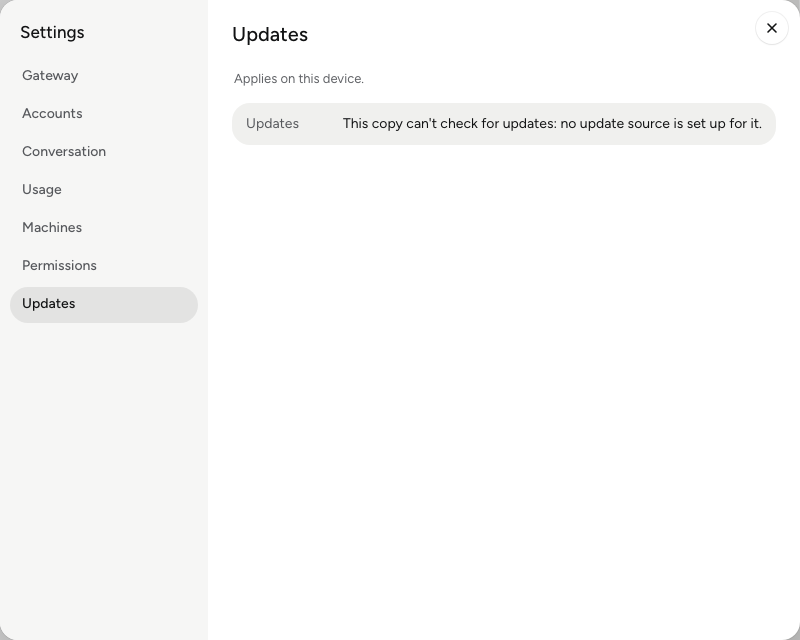 Settings
Gateway
Accounts
Conversation
Usage
Machines
Permissions
Updates
Updates
Applies on this device.
Updates This copy can't check for updates: no update source is set up for it.